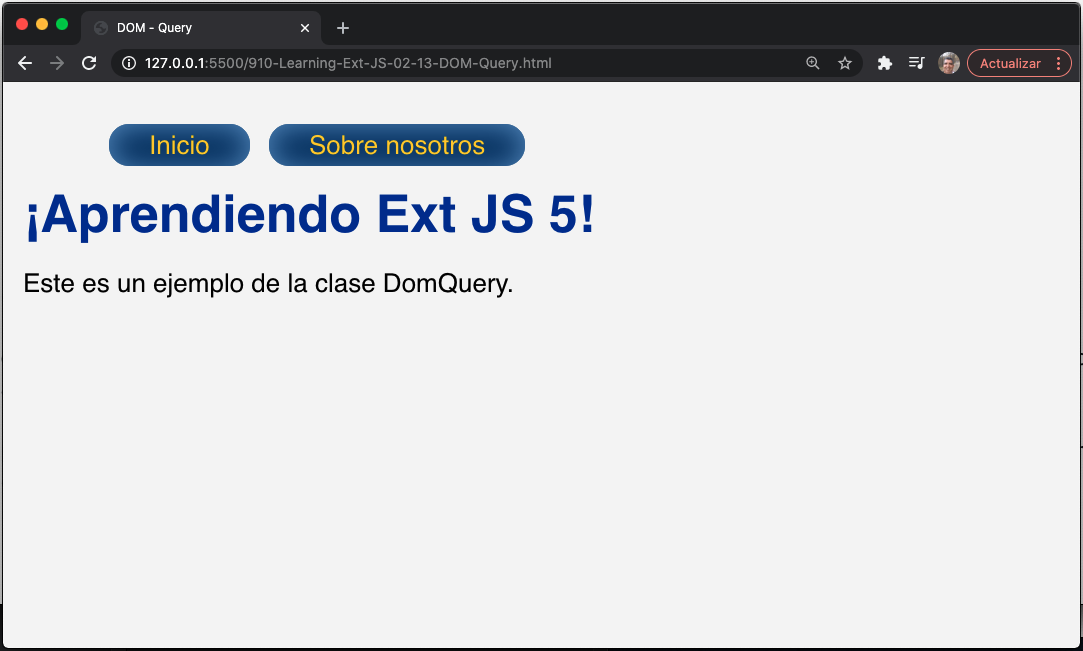 DOM - Query
127.0.0.1:5500/910-Learning-Ext-JS-02-13-DOM-Query.html
Actualizar
Inicio
Sobre nosotros
¡Aprendiendo Ext JS 5!
Este es un ejemplo de la clase DomQuery.